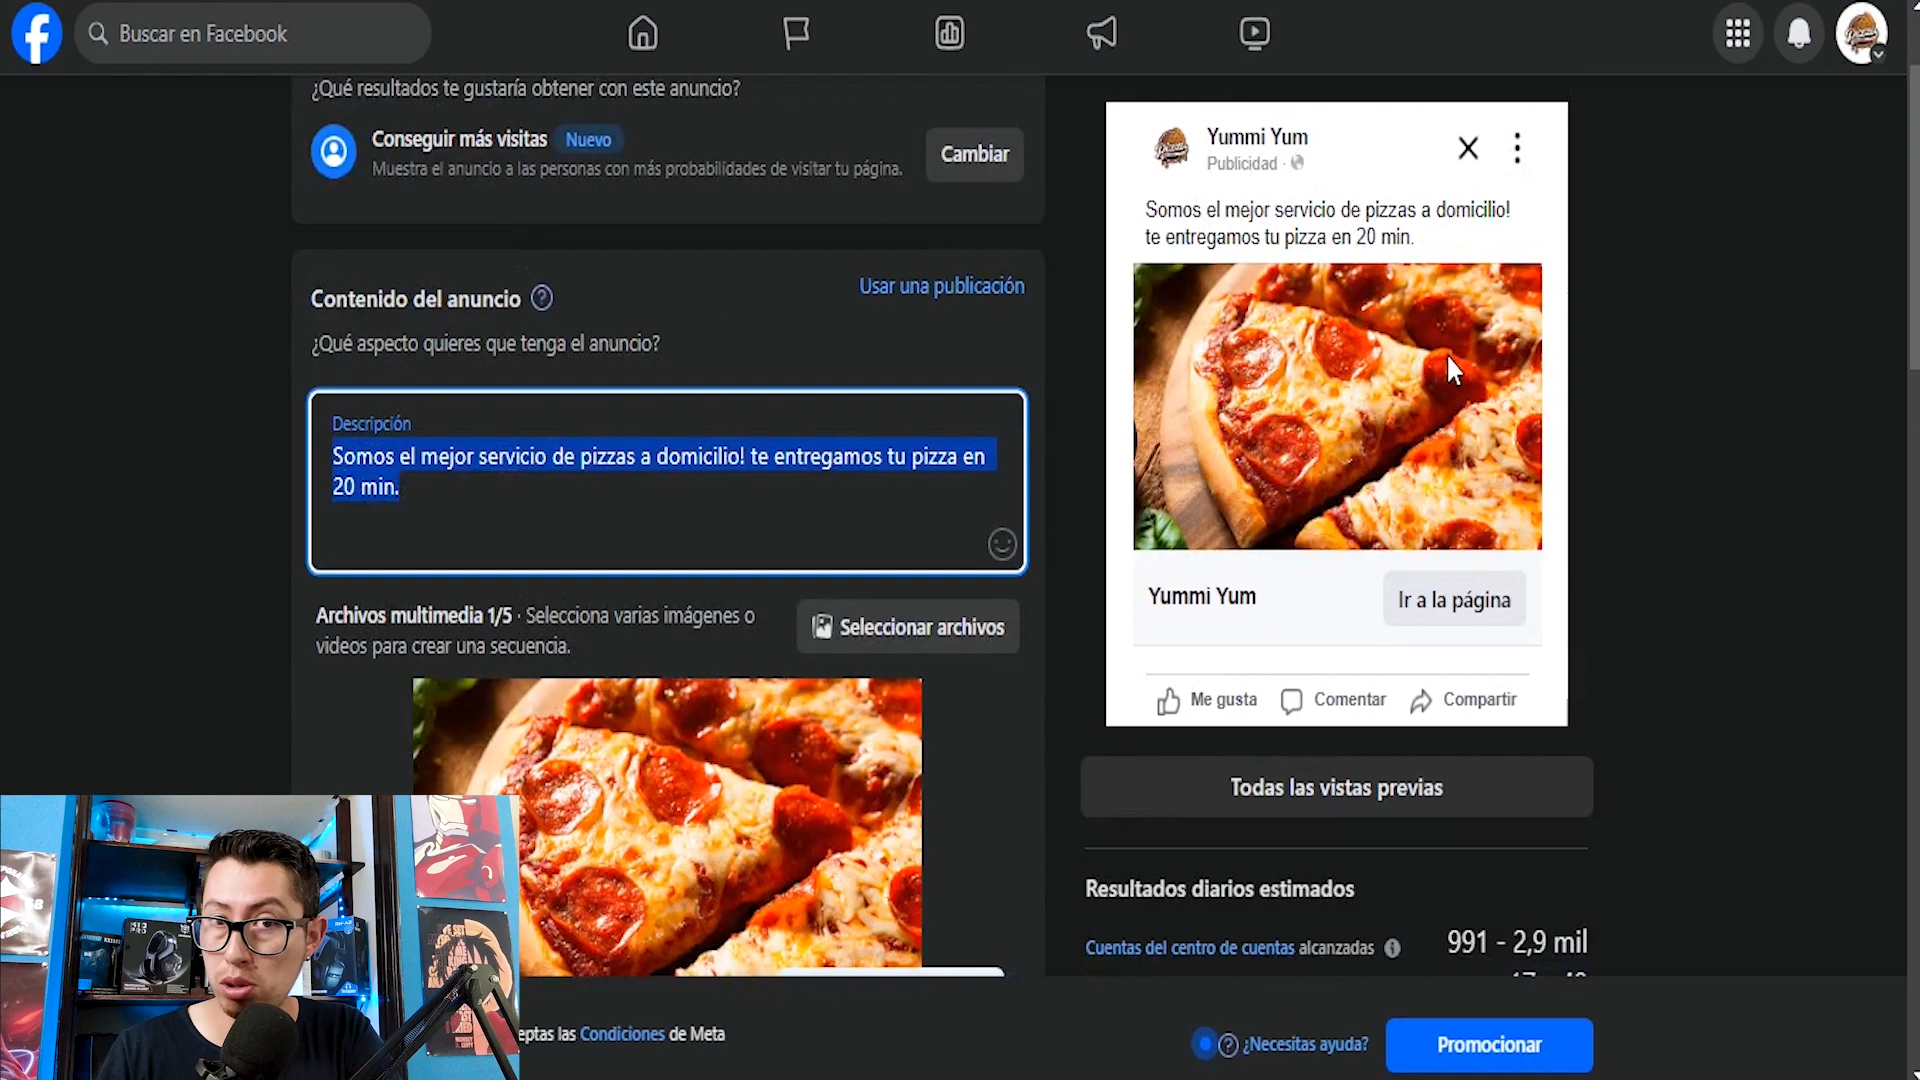 Buscar en Facebook
¿Qué resultados te gustaría obtener con este anuncio?
Conseguir más visitas Nuevo
Muestra el anuncio a las personas con más probabilidades de visitar tu página.
Cambiar
Contenido del anuncio
Usar una publicación
¿Qué aspecto quieres que tenga el anuncio?
Descripción
Somos el mejor servicio de pizzas a domicilio! te entregamos tu pizza en
20 min.
Archivos multimedia 1/5 · Selecciona varias imágenes o
videos para crear una secuencia.
Seleccionar archivos
eptas las Condiciones de Meta
Yummi Yum
Publicidad ·
Somos el mejor servicio de pizzas a domicilio!
te entregamos tu pizza en 20 min.
Yummi Yum
Ir a la página
Me gusta Comentar Compartir
Todas las vistas previas
Resultados diarios estimados
Cuentas del centro de cuentas alcanzadas 991 - 2,9 mil
¿Necesitas ayuda?
Promocionar